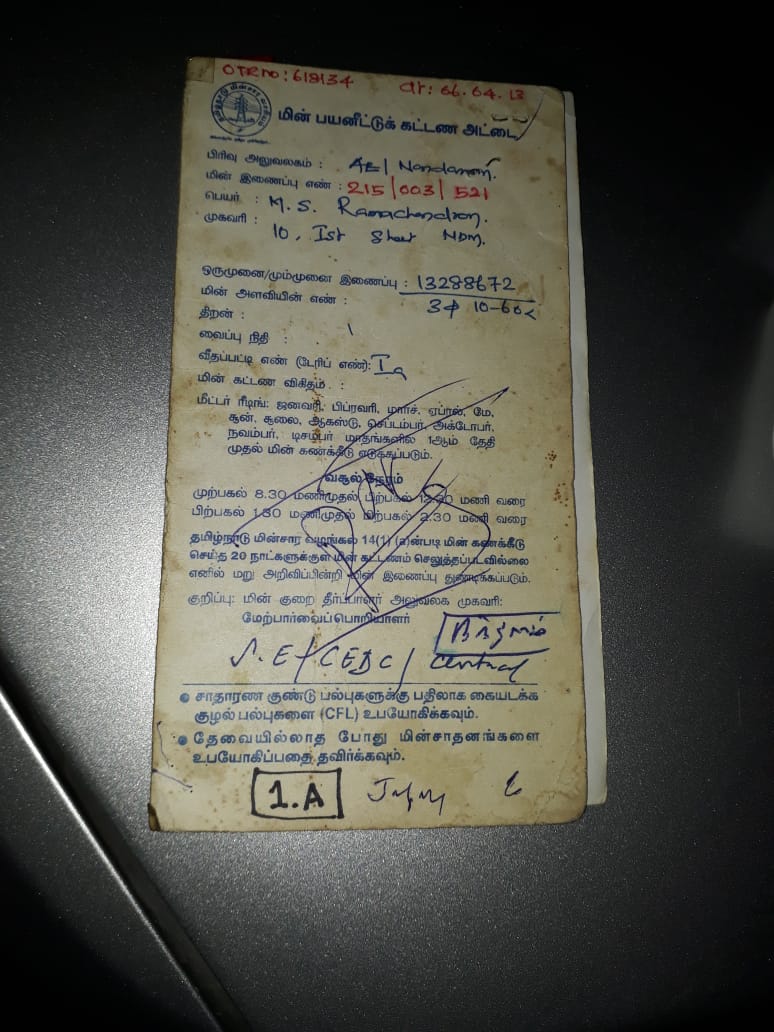 OTR no: 618134 dt: 66.04.13
மின் பயனீட்டுக் கட்டண அட்டை
பிரிவு அலுவலகம் : AE/ Nandanam.
மின் இணைப்பு எண் : 215/003/521
பெயர் : M. S. Ramachandran.
முகவரி : 10, Ist Street NDM.
ஒருமுனை/மும்முனை இணைப்பு : 13288672
மின் அளவியின் எண் : 3φ 10-60
திறன் :
வைப்பு நிதி :
வீதப்பட்டி எண் (டேரிப் எண்): Ia
மின் கட்டண விகிதம் :
மீட்டர் ரீடிங்: ஜனவரி, பிப்ரவரி, மார்ச், ஏப்ரல், மே,
சூன், சூலை, ஆகஸ்டு, செப்டம்பர், அக்டோபர்,
நவம்பர், டிசம்பர் மாதங்களில் 1ஆம் தேதி
முதல் மின் கணக்கீடு எடுக்கப்படும்.
வசூல் நேரம்
முற்பகல் 8.30 மணிமுதல் பிற்பகல் மணி வரை
பிற்பகல் 1.30 மணிமுதல் பிற்பகல் 2.30 மணி வரை
தமிழ்நாடு மின்சார வழங்கல் 14(1) (a)ன்படி மின் கணக்கீடு
செய்த 20 நாட்களுக்குள் மின் கட்டணம் செலுத்தப்படவில்லை
எனில் மறு அறிவிப்பின்றி மின் இணைப்பு துண்டிக்கப்படும்.
குறிப்பு: மின் குறை தீர்ப்பாளர் அலுவலக முகவரி:
மேற்பார்வைப்பொறியாளர்
S.E/CEDC/ Central
● சாதாரண குண்டு பல்புகளுக்கு பதிலாக கையடக்க
குழல் பல்புகளை (CFL) உபயோகிக்கவும்.
● தேவையில்லாத போது மின்சாதனங்களை
உபயோகிப்பதை தவிர்க்கவும்.
1.A